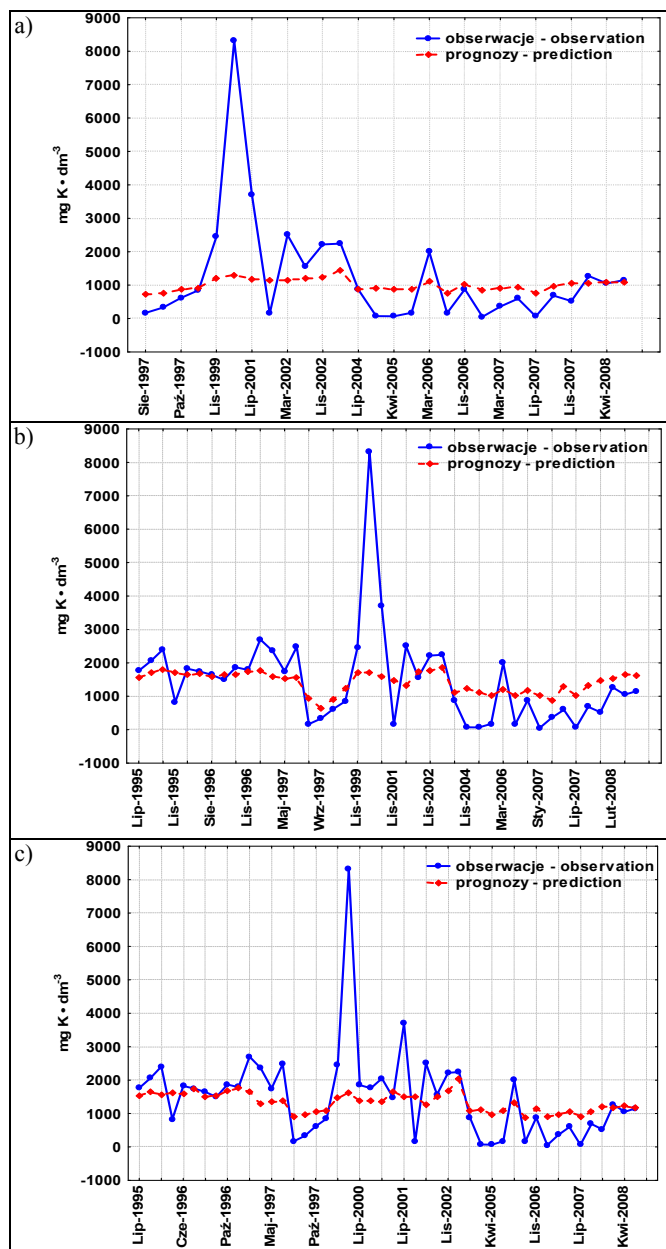 a)
9000
8000
7000
6000
5000
4000
3000
2000
1000
0
-1000
mg K • dm-3
obserwacje - observation
prognozy - prediction
Sie-1997
Paź-1997
Lis-1999
Lip-2001
Mar-2002
Lis-2002
Lip-2004
Kwi-2005
Mar-2006
Lis-2006
Mar-2007
Lip-2007
Lis-2007
Kwi-2008
b)
9000
8000
7000
6000
5000
4000
3000
2000
1000
0
-1000
mg K • dm-3
obserwacje - observation
prognozy - prediction
Lip-1995
Lis-1995
Sie-1996
Lis-1996
Maj-1997
Wrz-1997
Lis-1999
Lis-2001
Lis-2002
Lis-2004
Mar-2006
Sty-2007
Lip-2007
Lut-2008
c)
9000
8000
7000
6000
5000
4000
3000
2000
1000
0
-1000
mg K • dm-3
obserwacje - observation
prognozy - prediction
Lip-1995
Cze-1996
Paź-1996
Maj-1997
Paź-1997
Lip-2000
Lip-2001
Lis-2002
Kwi-2005
Lis-2006
Lip-2007
Kwi-2008